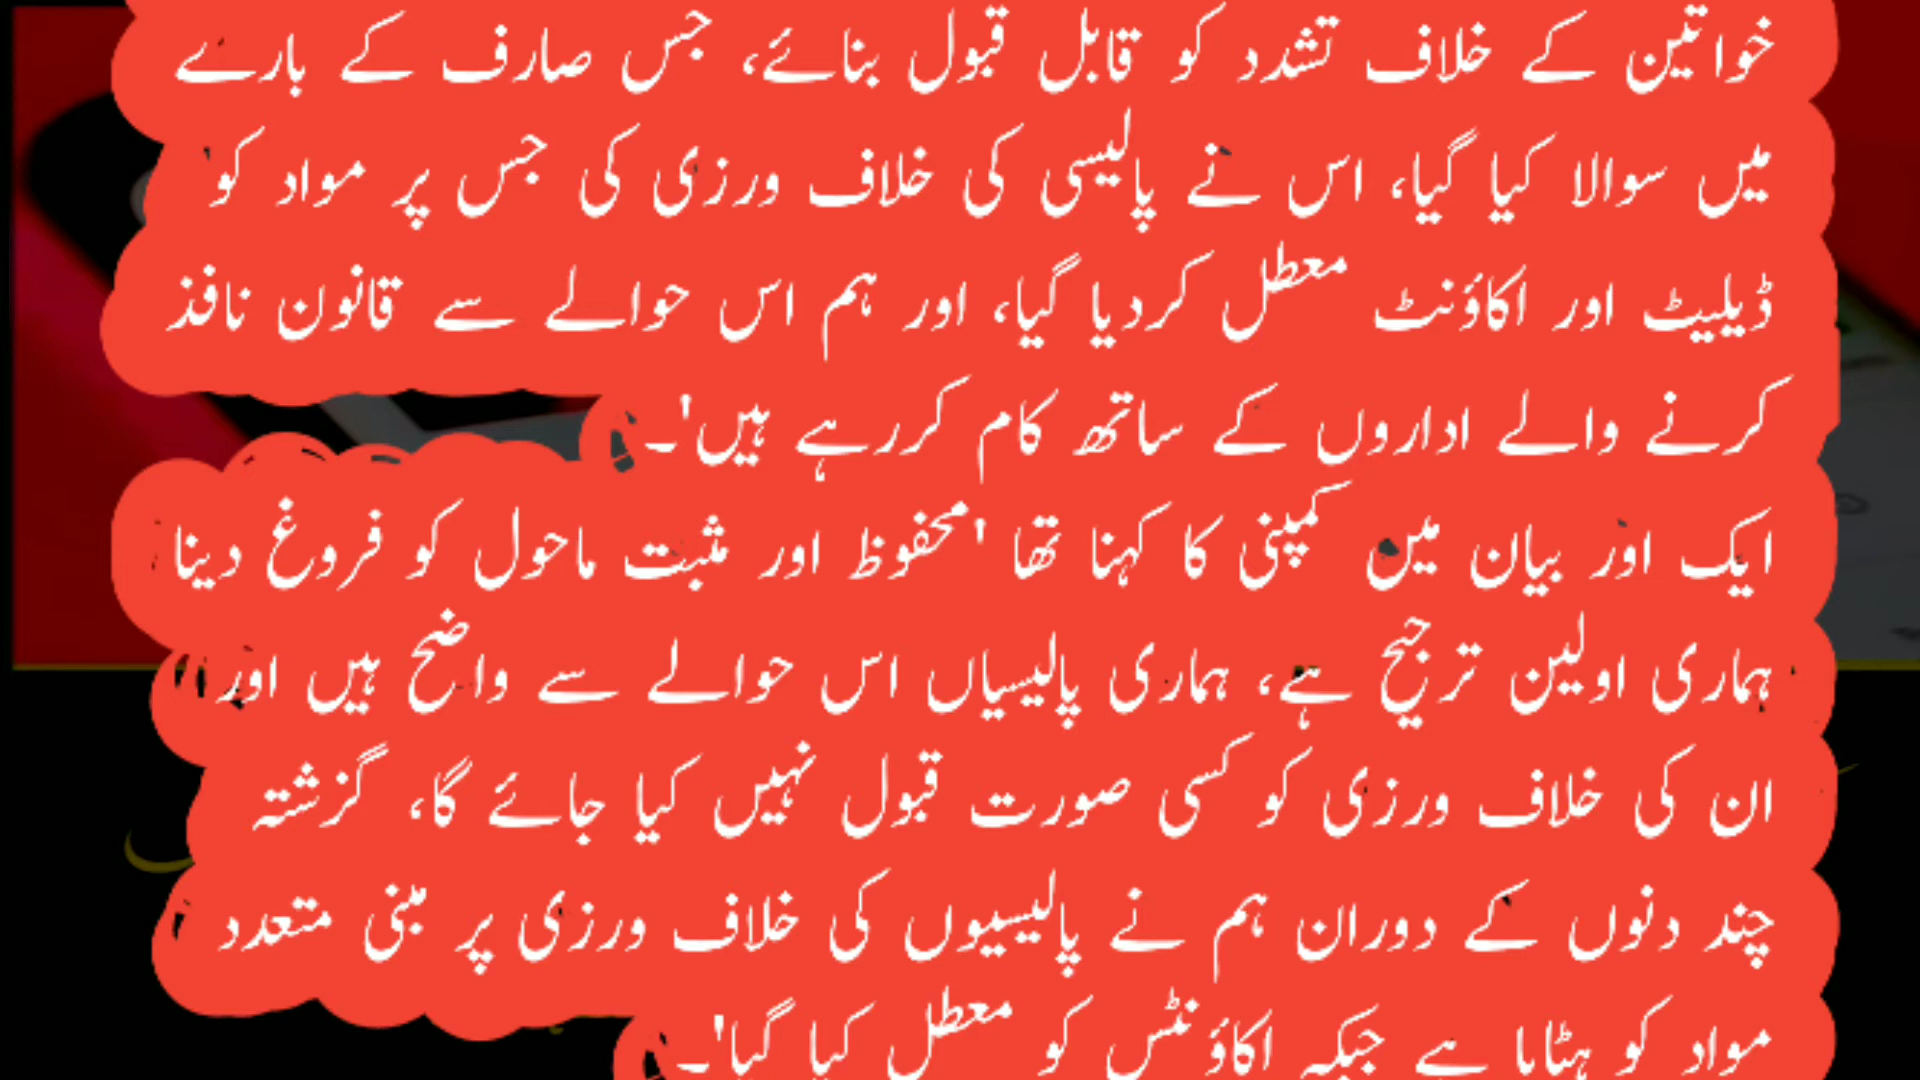 خواتین کے خلاف تشدد کو قابل قبول بنائے، جس صارف کے بارے
میں سوالا کیا گیا، اس نے پالیسی کی خلاف ورزی کی جس پر مواد کو
ڈیلیٹ اور اکاؤنٹ معطل کردیا گیا، اور ہم اس حوالے سے قانون نافذ
کرنے والے اداروں کے ساتھ کام کررہے ہیں'۔
ایک اور بیان میں کمپنی کا کہنا تھا 'محفوظ اور مثبت ماحول کو فروغ دینا
ہماری اولین ترجیح ہے، ہماری پالیسیاں اس حوالے سے واضح ہیں اور
ان کی خلاف ورزی کو کسی صورت قبول نہیں کیا جائے گا، گزشتہ
چند دنوں کے دوران ہم نے پالیسیوں کی خلاف ورزی پر مبنی متعدد
مواد کو ہٹایا ہے جبکہ اکاؤنٹس کو معطل کیا گیا'۔